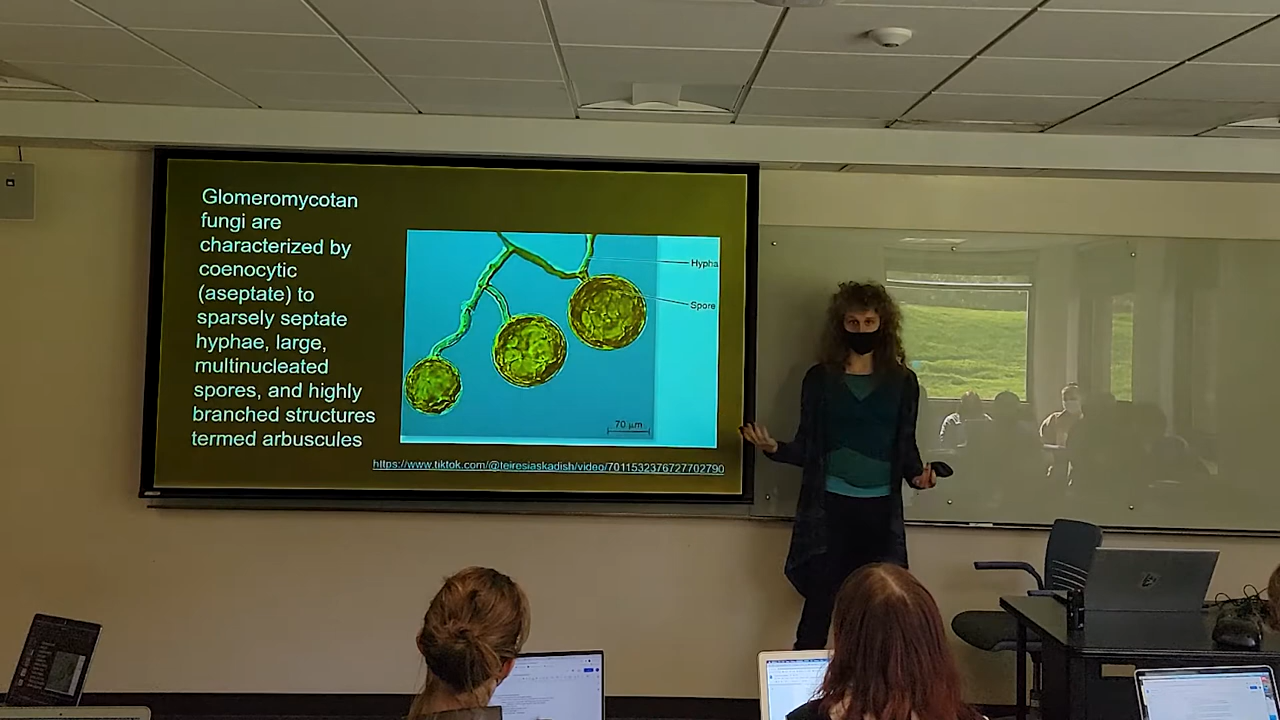 Glomeromycotan
fungi are
characterized by
coenocytic
(aseptate) to
sparsely septate
hyphae, large,
multinucleated
spores, and highly
branched structures
termed arbuscules
Hypha
Spore
70 µm
https://www.tiktok.com/@teiresiaskadish/video/7011532376727702790